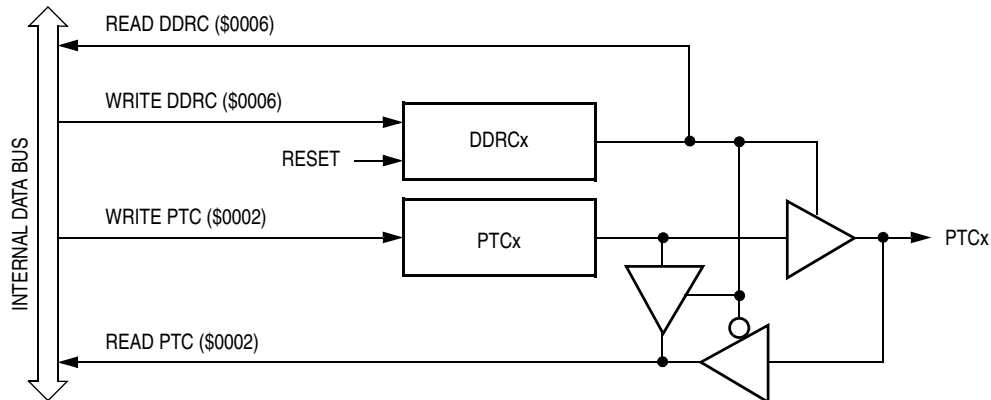 READ DDRC ($0006)
WRITE DDRC ($0006)
DDRCx
RESET
INTERNAL DATA BUS
WRITE PTC ($0002)
PTCx
PTCx
READ PTC ($0002)